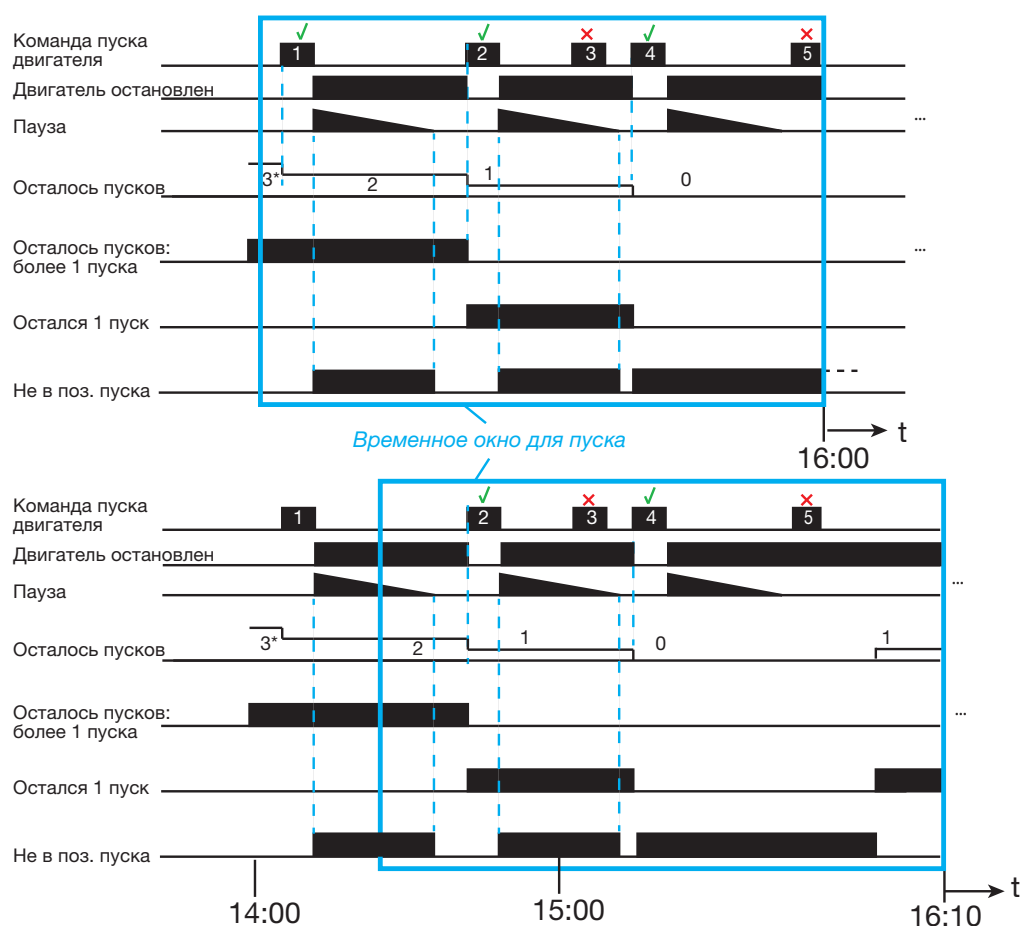 Команда пуска
двигателя
1 2 3 4 5
Двигатель остановлен
Пауза
...
Осталось пусков
3* 2 1 0
Осталось пусков:
более 1 пуска
...
Остался 1 пуск
Не в поз. пуска
t
Временное окно для пуска
16:00
Команда пуска
двигателя
1 2 3 4 5
Двигатель остановлен
Пауза
...
Осталось пусков
3* 2 1 0 1
Осталось пусков:
более 1 пуска
...
Остался 1 пуск
Не в поз. пуска
t
14:00 15:00 16:10